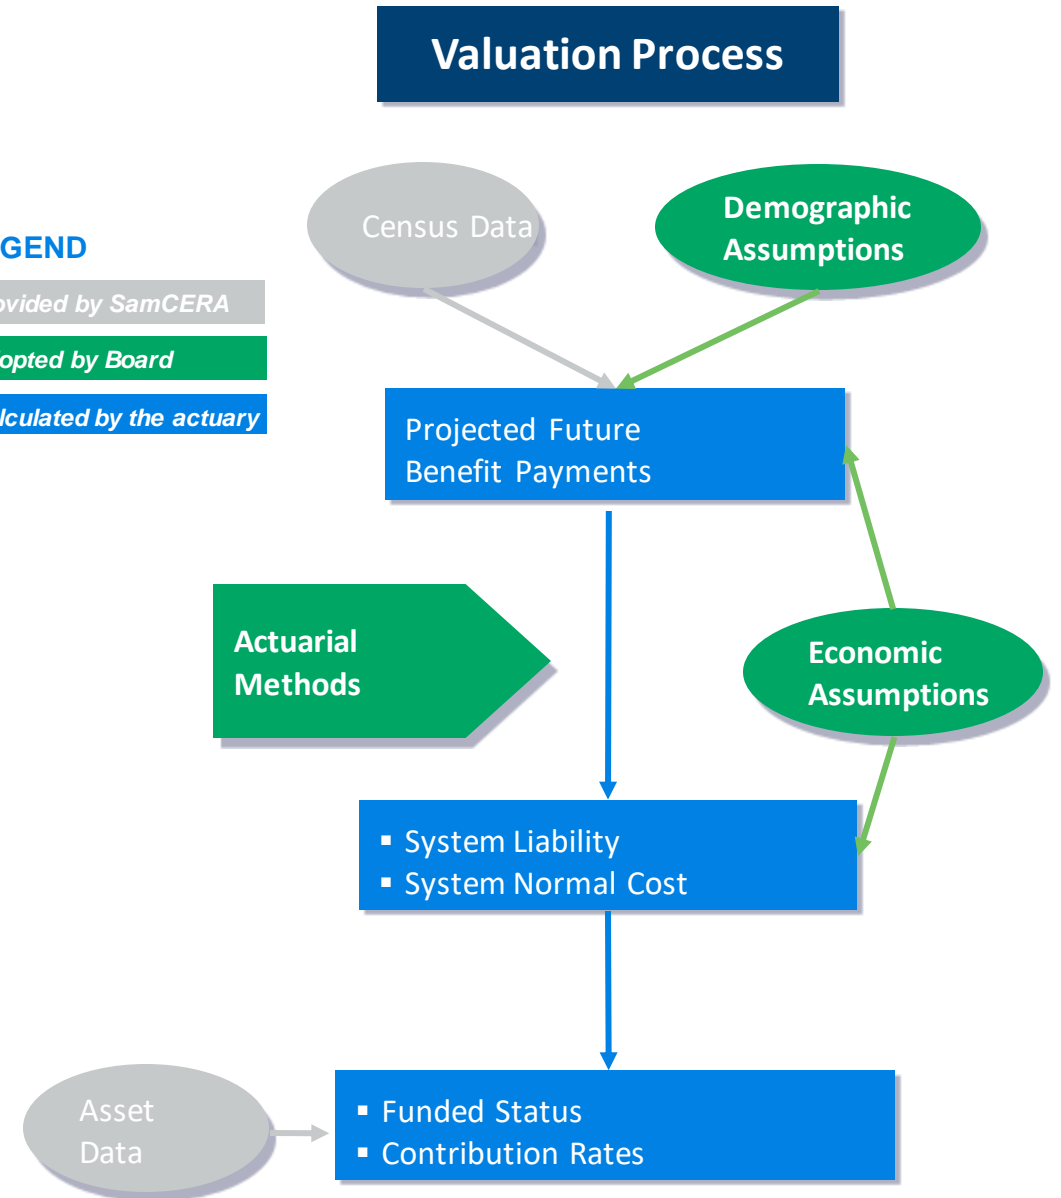 Valuation Process
Census Data
Demographic
Assumptions
GEND
ovided by SamCERA
opted by Board
lculated by the actuary
Projected Future
Benefit Payments
Actuarial
Methods
Economic
Assumptions
▪ System Liability
▪ System Normal Cost
Asset
Data
▪ Funded Status
▪ Contribution Rates